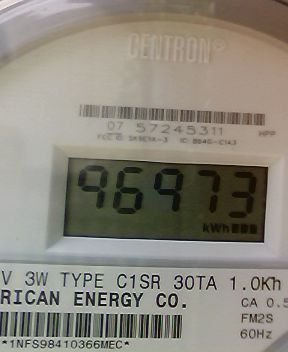 CENTRON®
07 57245311 HPP
96973
kWh
V 3W TYPE C1SR 30TA 1.0Kh
RICAN ENERGY CO. CA 0.5
FM2S
60Hz
*1NFS98410366MEC*